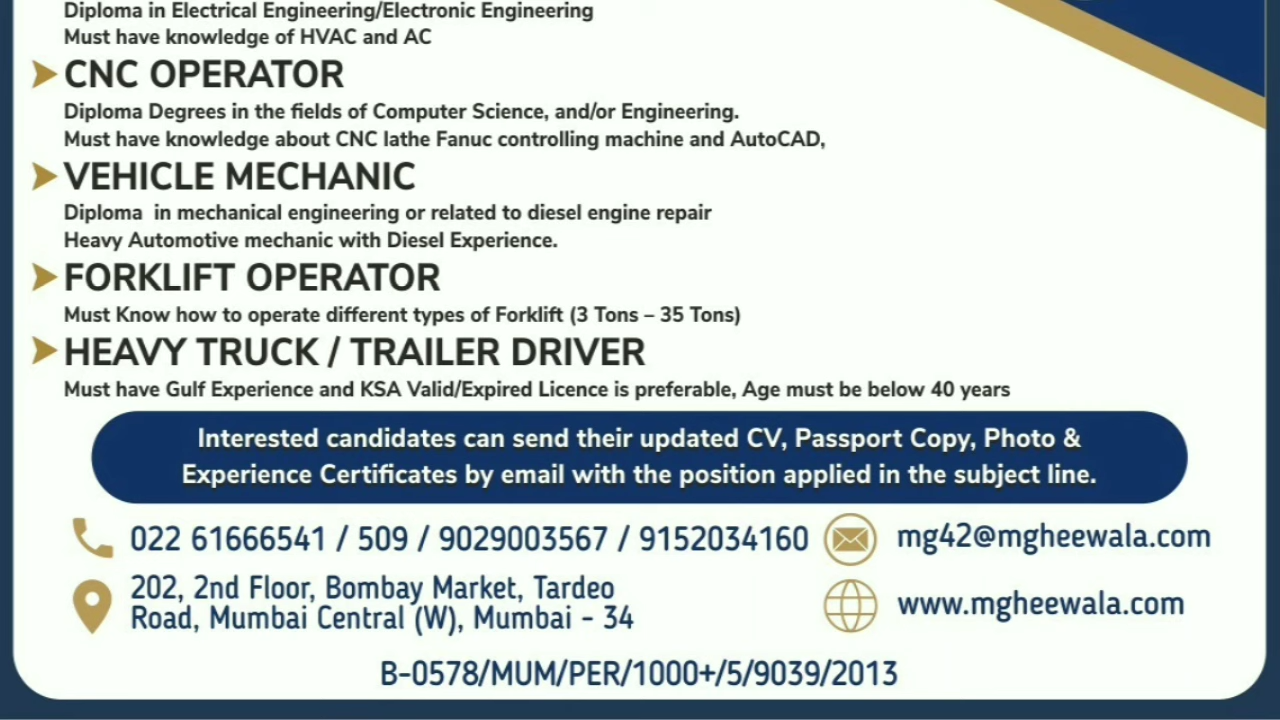 Diploma in Electrical Engineering/Electronic Engineering
Must have knowledge of HVAC and AC
CNC OPERATOR
Diploma Degrees in the fields of Computer Science, and/or Engineering.
Must have knowledge about CNC lathe Fanuc controlling machine and AutoCAD,
VEHICLE MECHANIC
Diploma in mechanical engineering or related to diesel engine repair
Heavy Automotive mechanic with Diesel Experience.
FORKLIFT OPERATOR
Must Know how to operate different types of Forklift (3 Tons – 35 Tons)
HEAVY TRUCK / TRAILER DRIVER
Must have Gulf Experience and KSA Valid/Expired Licence is preferable, Age must be below 40 years
Interested candidates can send their updated CV, Passport Copy, Photo &
Experience Certificates by email with the position applied in the subject line.
022 61666541 / 509 / 9029003567 / 9152034160
mg42@mgheewala.com
202, 2nd Floor, Bombay Market, Tardeo
Road, Mumbai Central (W), Mumbai - 34
www.mgheewala.com
B-0578/MUM/PER/1000+/5/9039/2013